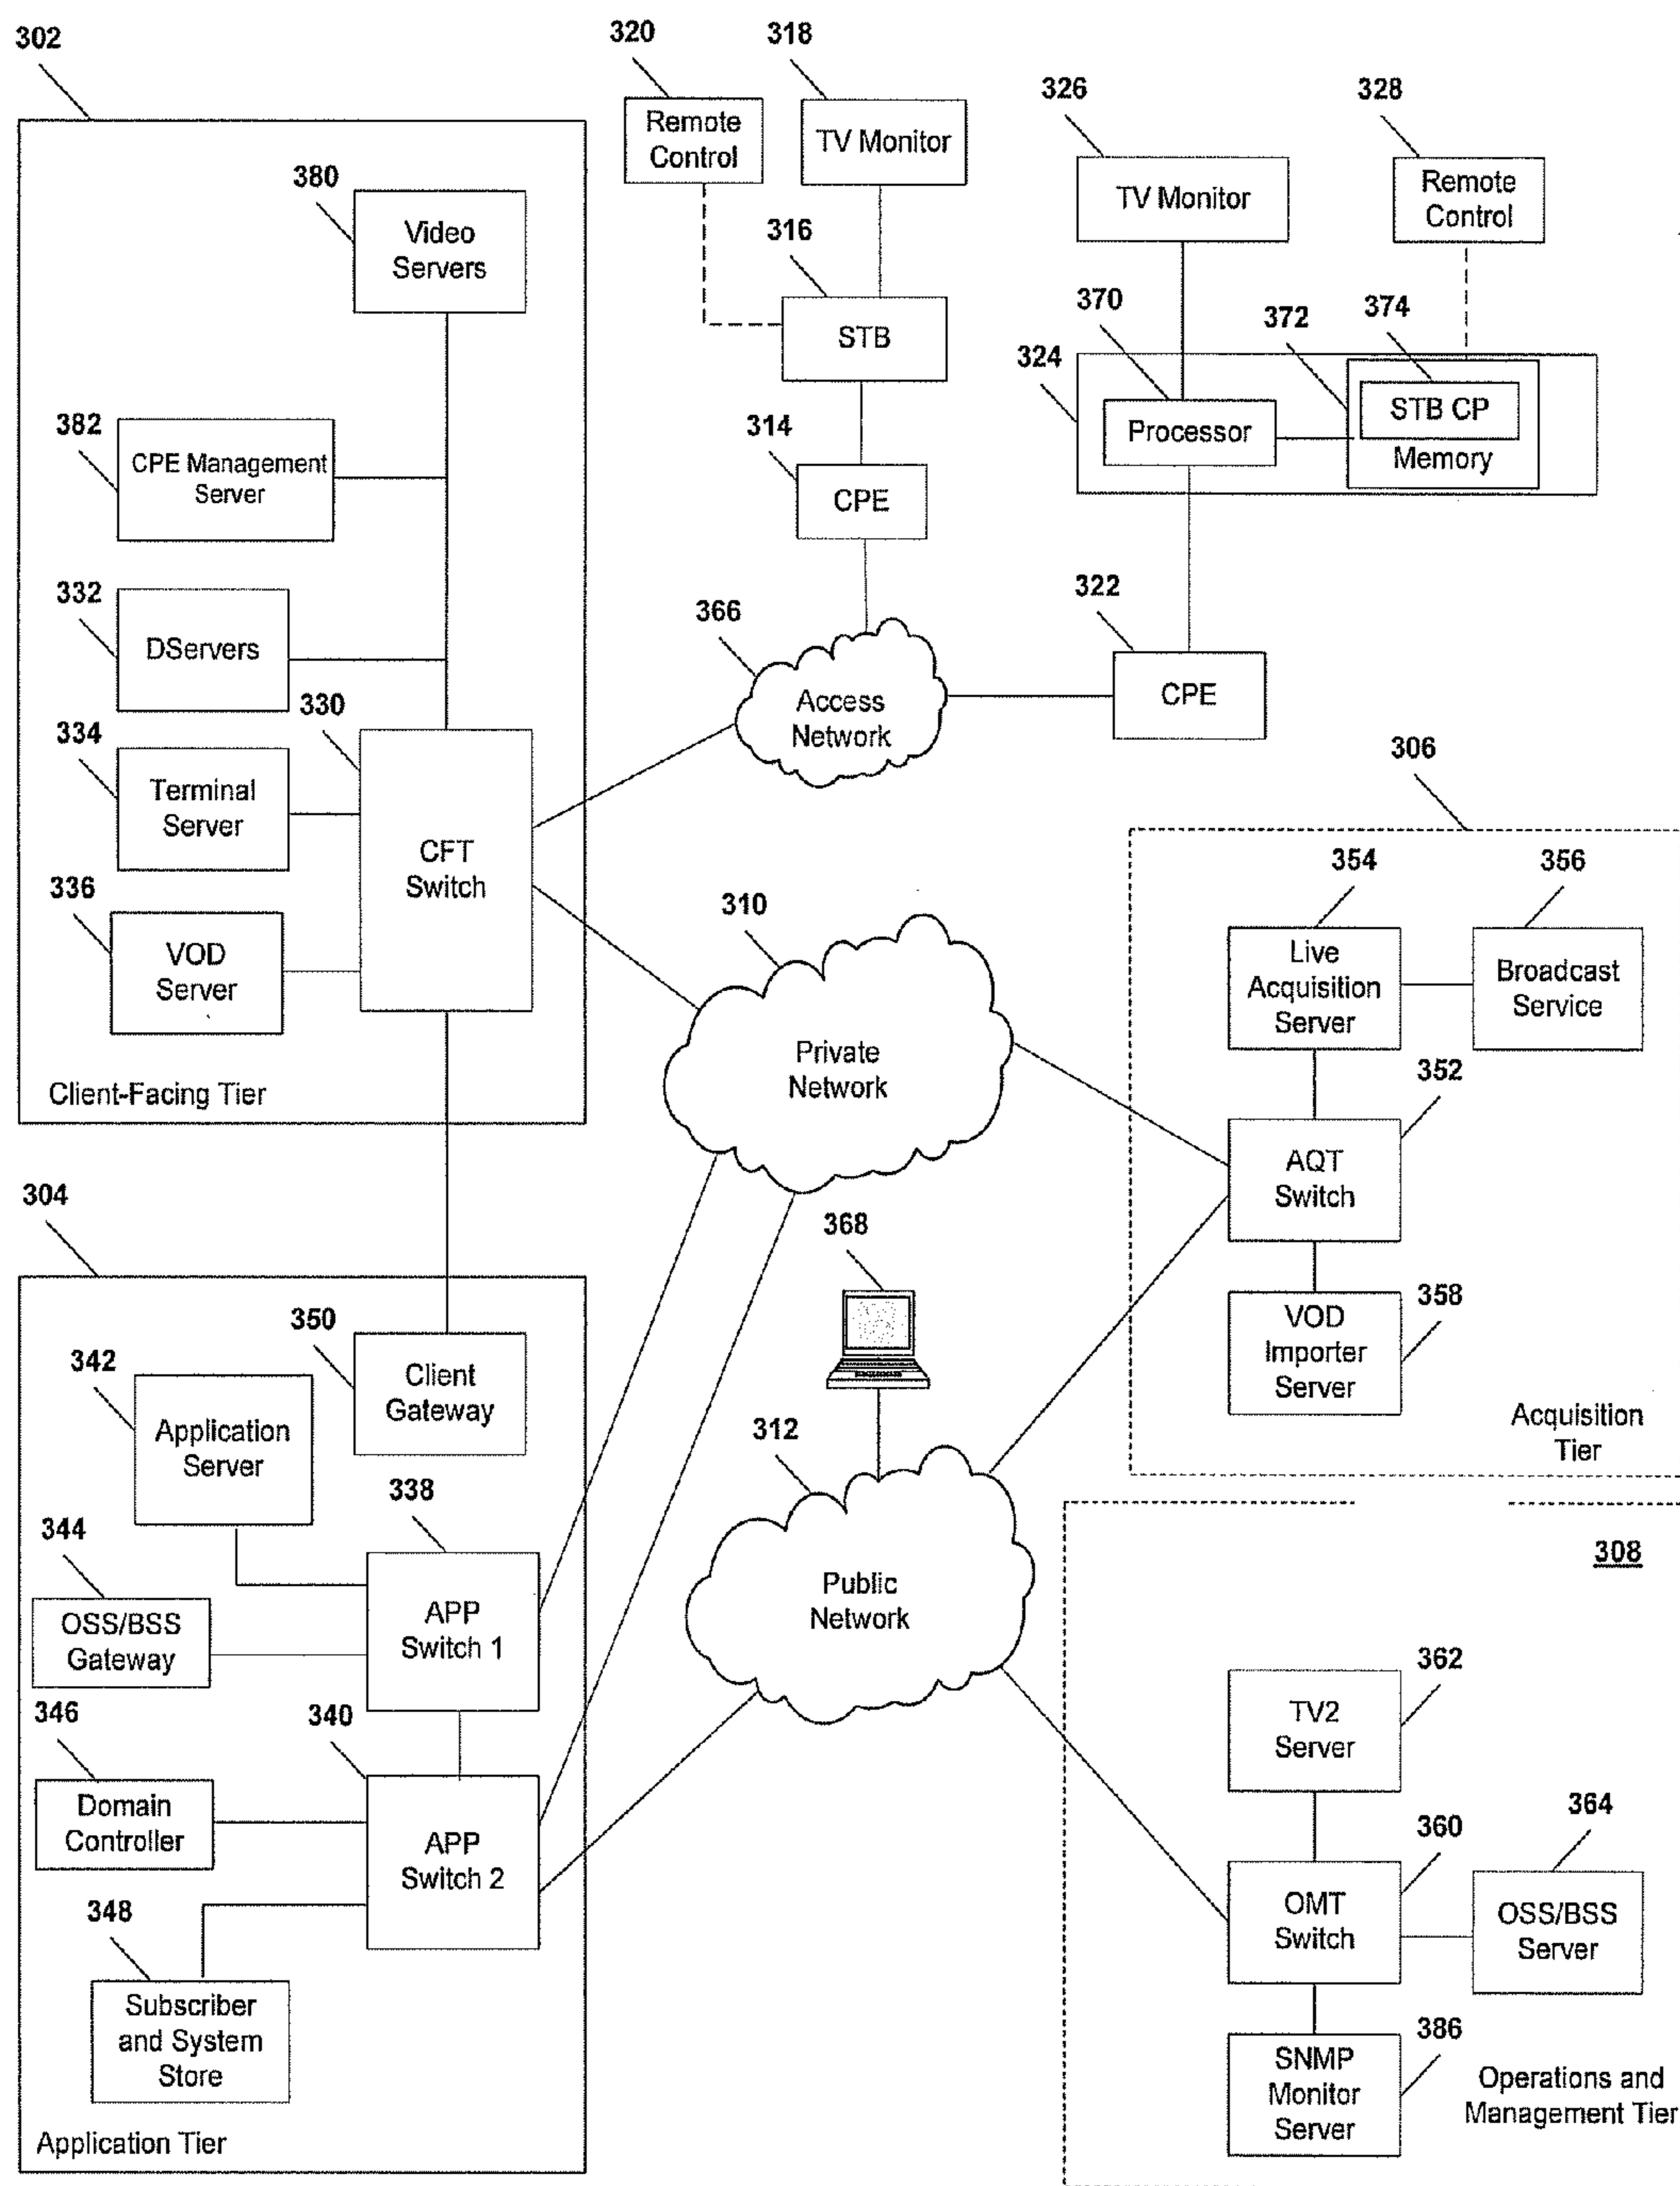 302
320
318
326
328
Remote
Control
TV Monitor
TV Monitor
Remote
Control
380
Video
Servers
316
STB
370
372
374
324
Processor
STB CP
Memory
382
CPE Management
Server
314
CPE
332
DServers
366
Access
Network
322
CPE
330
334
Terminal
Server
CFT
Switch
336
VOD
Server
Client-Facing Tier
306
354
356
Live
Acquisition
Server
Broadcast
Service
310
Private
Network
352
AQT
Switch
358
VOD
Importer
Server
Acquisition
Tier
304
350
Client
Gateway
342
Application
Server
368
312
Public
Network
338
344
OSS/BSS
Gateway
APP
Switch 1
346
Domain
Controller
340
APP
Switch 2
348
Subscriber
and System
Store
Application Tier
308
362
TV2
Server
360
364
OMT
Switch
OSS/BSS
Server
386
SNMP
Monitor
Server
Operations and
Management Tier